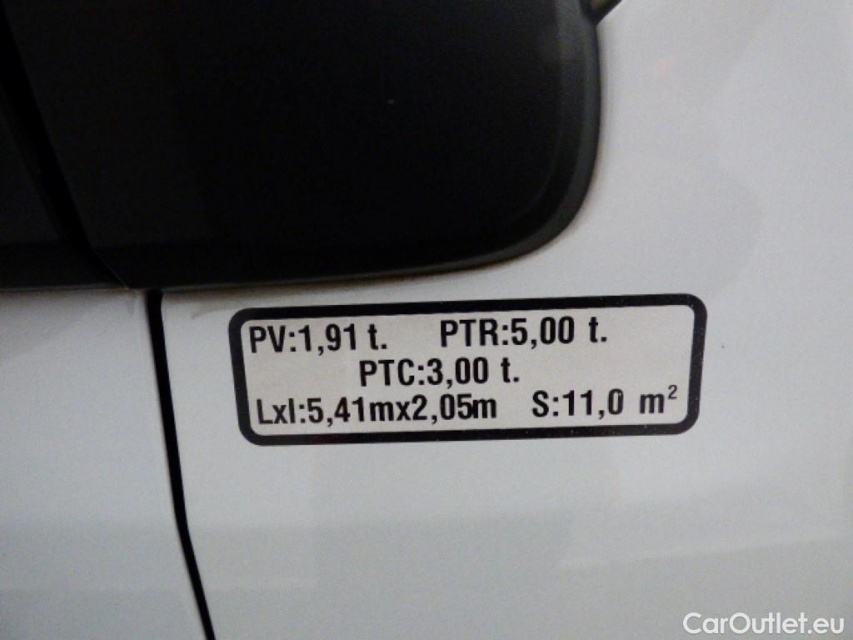 PV:1,91 t. PTR:5,00 t.
PTC:3,00 t.
Lxl:5,41mx2,05m S:11,0 m²
CarOutlet.eu